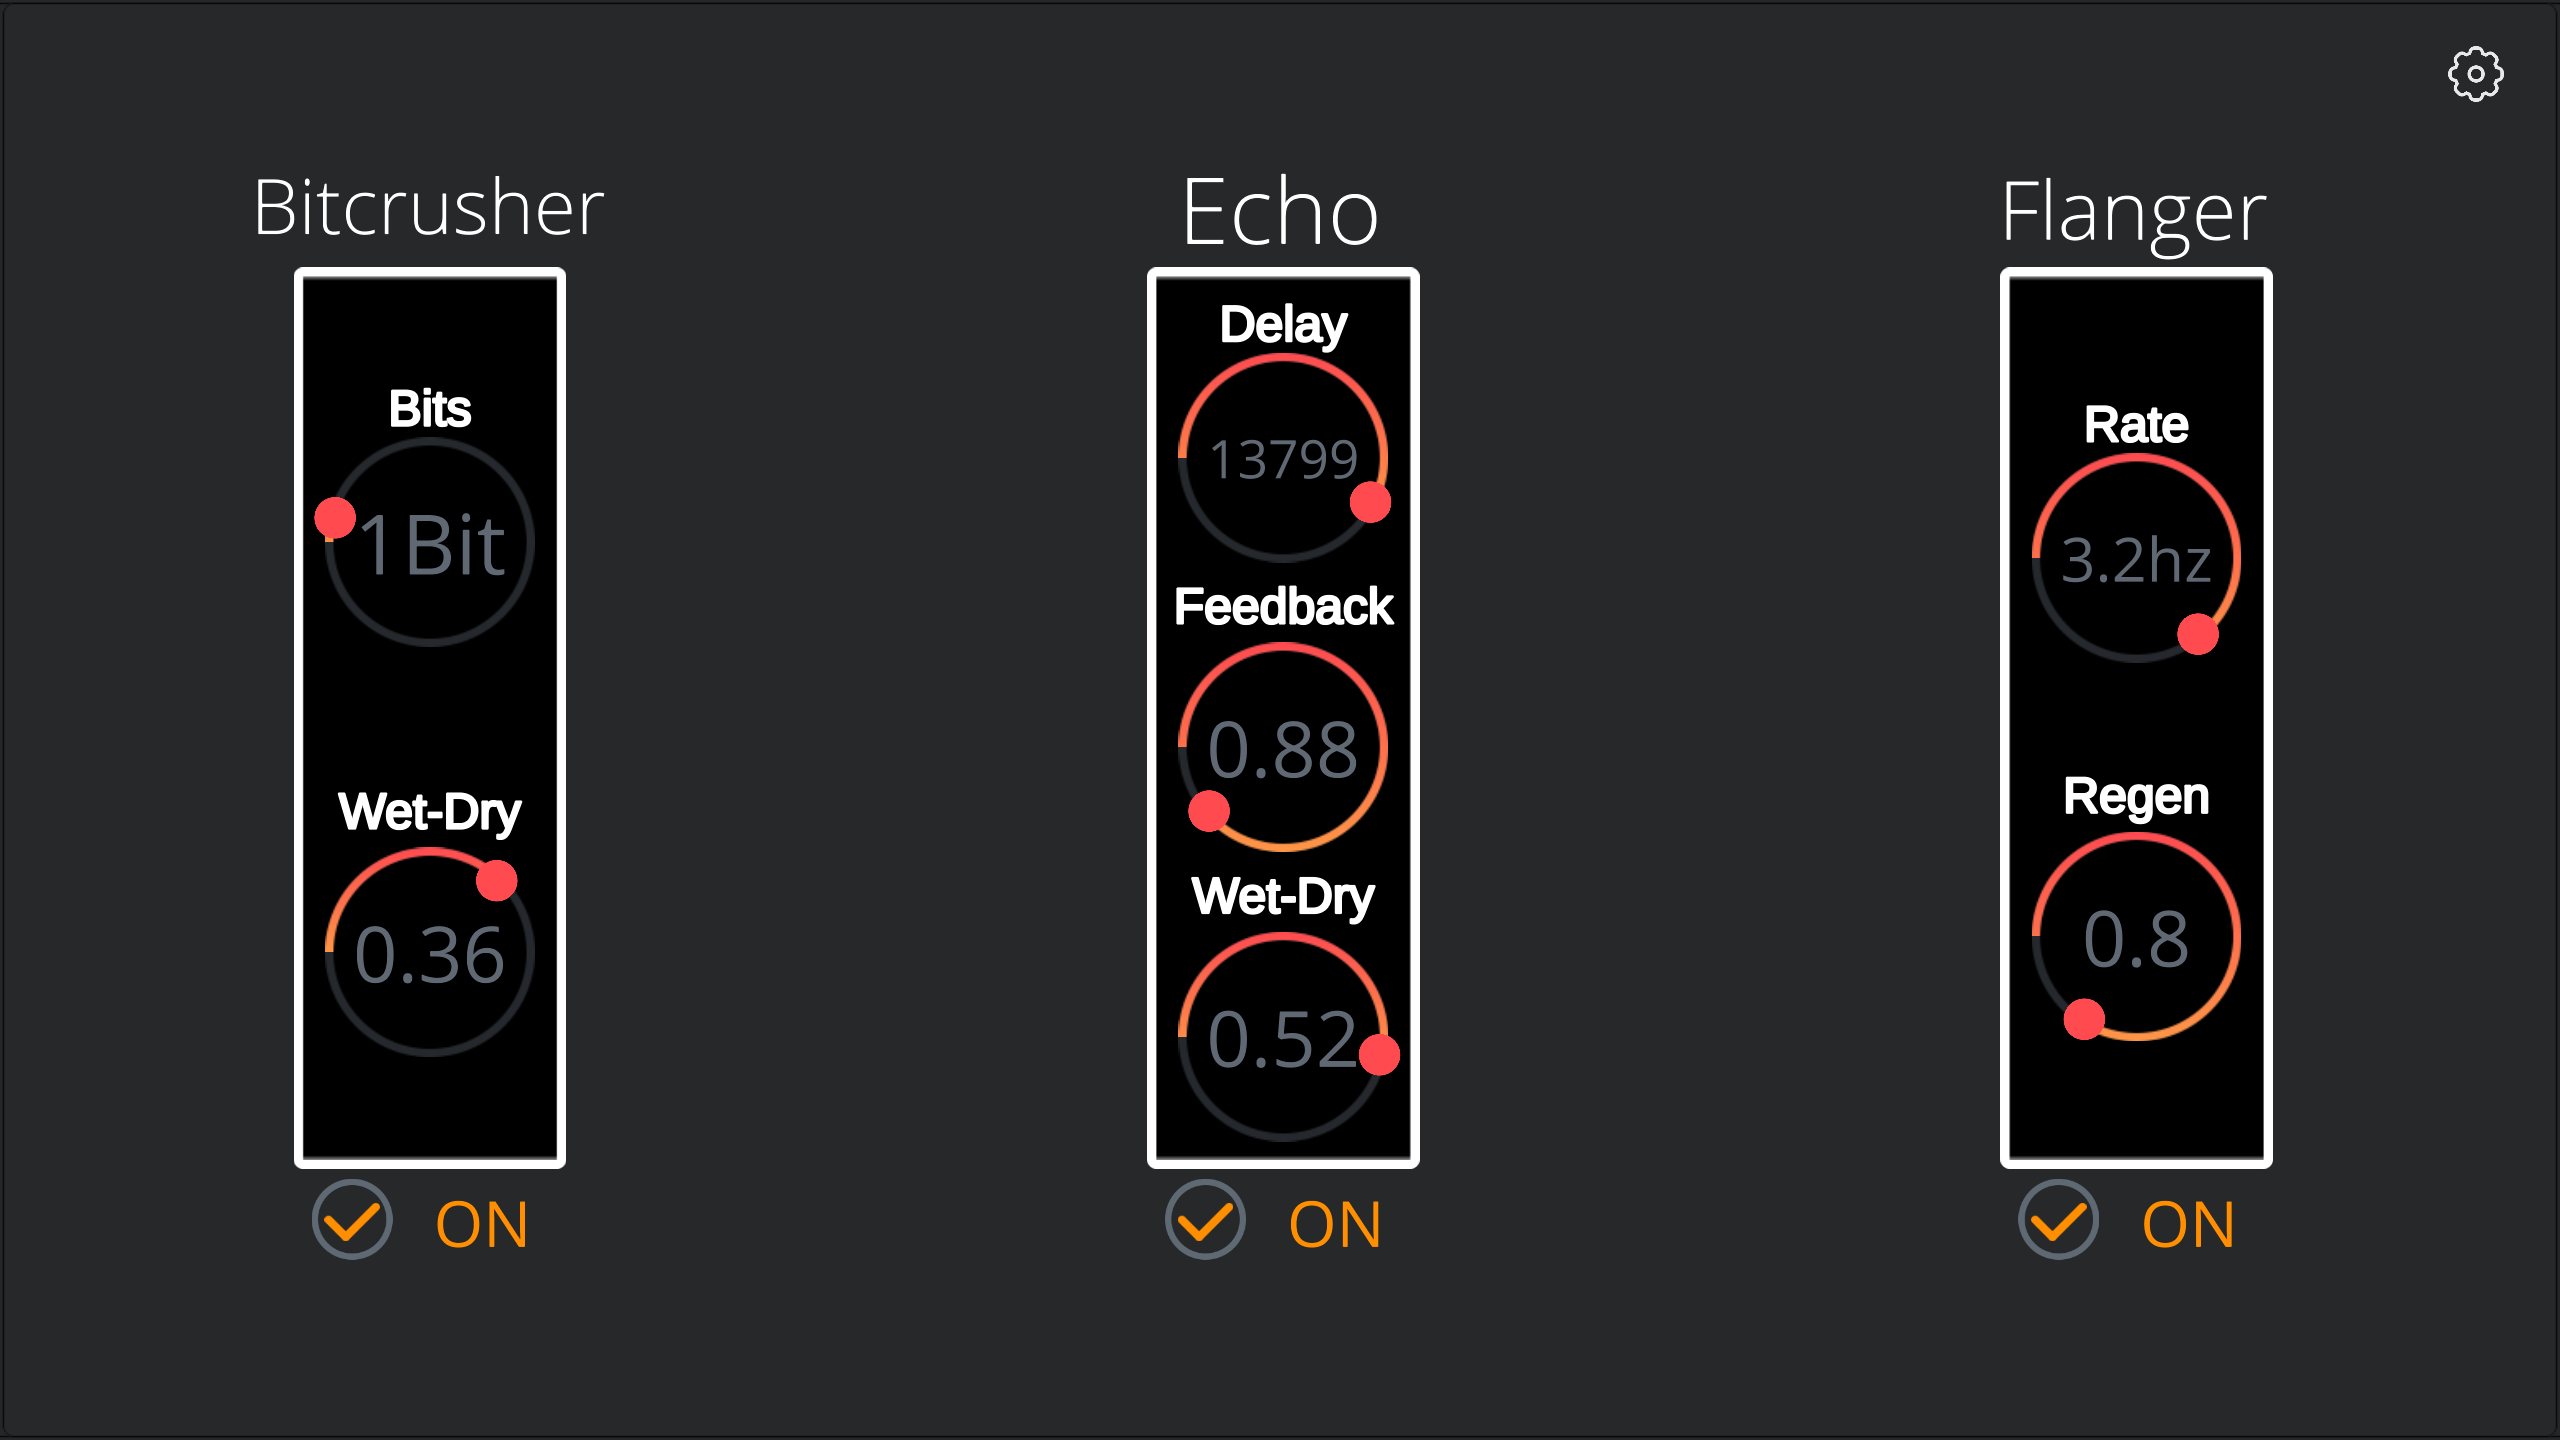 Bitcrusher
Bits
1Bit
Wet-Dry
0.36
ON
Echo
Delay
13799
Feedback
0.88
Wet-Dry
0.52
ON
Flanger
Rate
3.2hz
Regen
0.8
ON